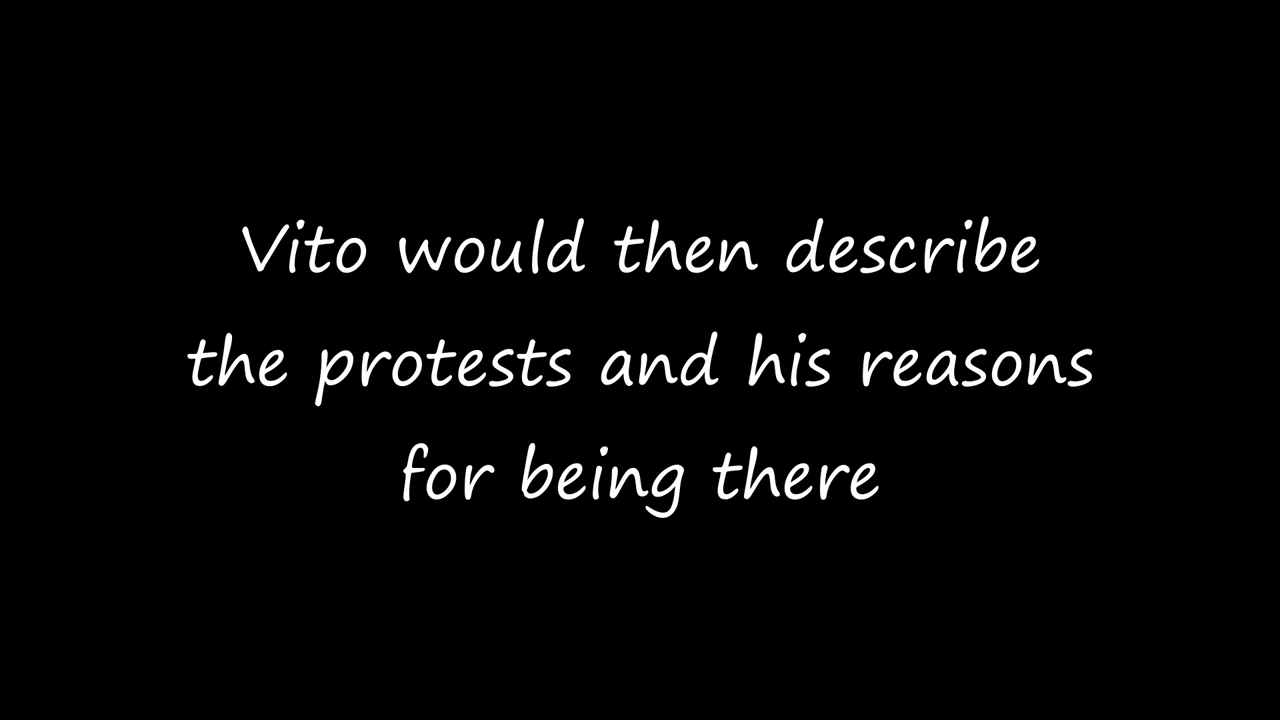 Vito would then describe
the protests and his reasons
for being there